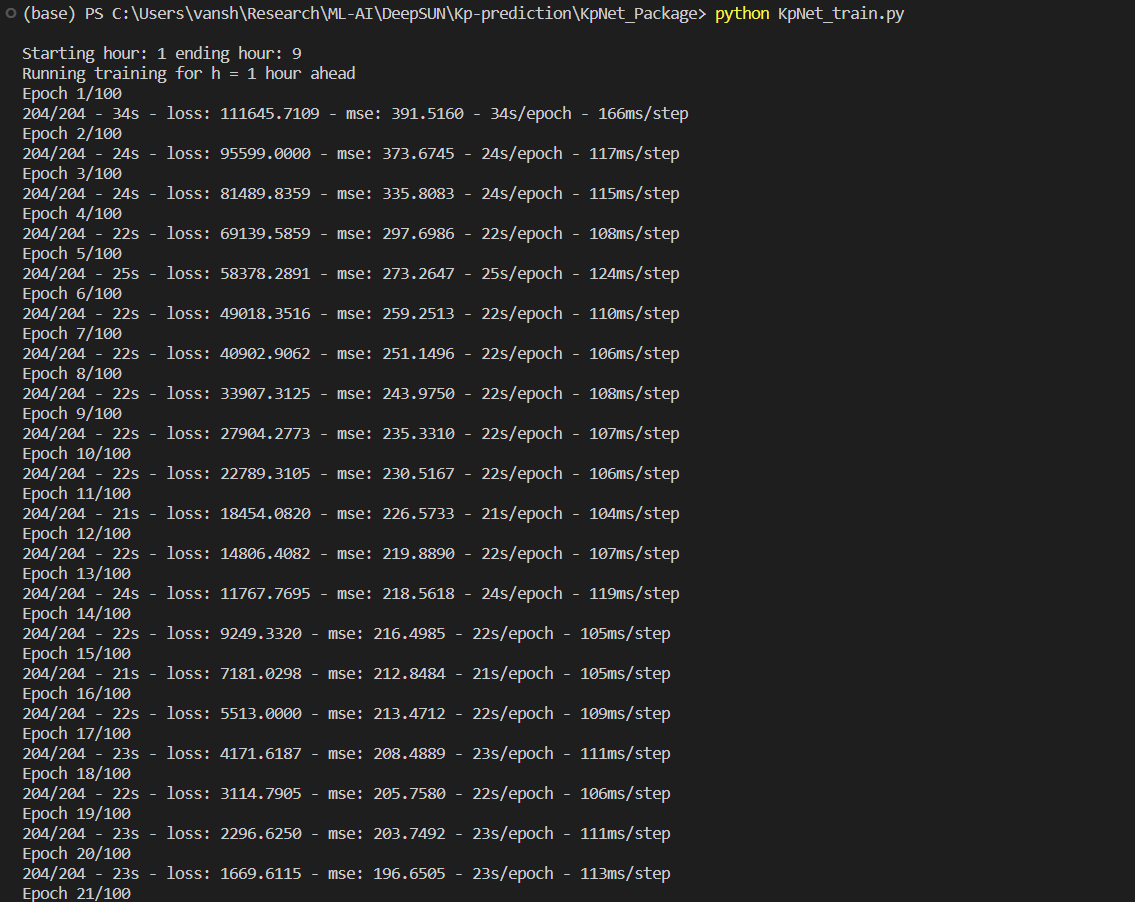 (base) PS C:\Users\vansh\Research\ML-AI\DeepSUN\Kp-prediction\KpNet_Package> python KpNet_train.py
Starting hour: 1 ending hour: 9
Running training for h = 1 hour ahead
Epoch 1/100
204/204 - 34s - loss: 111645.7109 - mse: 391.5160 - 34s/epoch - 166ms/step
Epoch 2/100
204/204 - 24s - loss: 95599.0000 - mse: 373.6745 - 24s/epoch - 117ms/step
Epoch 3/100
204/204 - 24s - loss: 81489.8359 - mse: 335.8083 - 24s/epoch - 115ms/step
Epoch 4/100
204/204 - 22s - loss: 69139.5859 - mse: 297.6986 - 22s/epoch - 108ms/step
Epoch 5/100
204/204 - 25s - loss: 58378.2891 - mse: 273.2647 - 25s/epoch - 124ms/step
Epoch 6/100
204/204 - 22s - loss: 49018.3516 - mse: 259.2513 - 22s/epoch - 110ms/step
Epoch 7/100
204/204 - 22s - loss: 40902.9062 - mse: 251.1496 - 22s/epoch - 106ms/step
Epoch 8/100
204/204 - 22s - loss: 33907.3125 - mse: 243.9750 - 22s/epoch - 108ms/step
Epoch 9/100
204/204 - 22s - loss: 27904.2773 - mse: 235.3310 - 22s/epoch - 107ms/step
Epoch 10/100
204/204 - 22s - loss: 22789.3105 - mse: 230.5167 - 22s/epoch - 106ms/step
Epoch 11/100
204/204 - 21s - loss: 18454.0820 - mse: 226.5733 - 21s/epoch - 104ms/step
Epoch 12/100
204/204 - 22s - loss: 14806.4082 - mse: 219.8890 - 22s/epoch - 107ms/step
Epoch 13/100
204/204 - 24s - loss: 11767.7695 - mse: 218.5618 - 24s/epoch - 119ms/step
Epoch 14/100
204/204 - 22s - loss: 9249.3320 - mse: 216.4985 - 22s/epoch - 105ms/step
Epoch 15/100
204/204 - 21s - loss: 7181.0298 - mse: 212.8484 - 21s/epoch - 105ms/step
Epoch 16/100
204/204 - 22s - loss: 5513.0000 - mse: 213.4712 - 22s/epoch - 109ms/step
Epoch 17/100
204/204 - 23s - loss: 4171.6187 - mse: 208.4889 - 23s/epoch - 111ms/step
Epoch 18/100
204/204 - 22s - loss: 3114.7905 - mse: 205.7580 - 22s/epoch - 106ms/step
Epoch 19/100
204/204 - 23s - loss: 2296.6250 - mse: 203.7492 - 23s/epoch - 111ms/step
Epoch 20/100
204/204 - 23s - loss: 1669.6115 - mse: 196.6505 - 23s/epoch - 113ms/step
Epoch 21/100